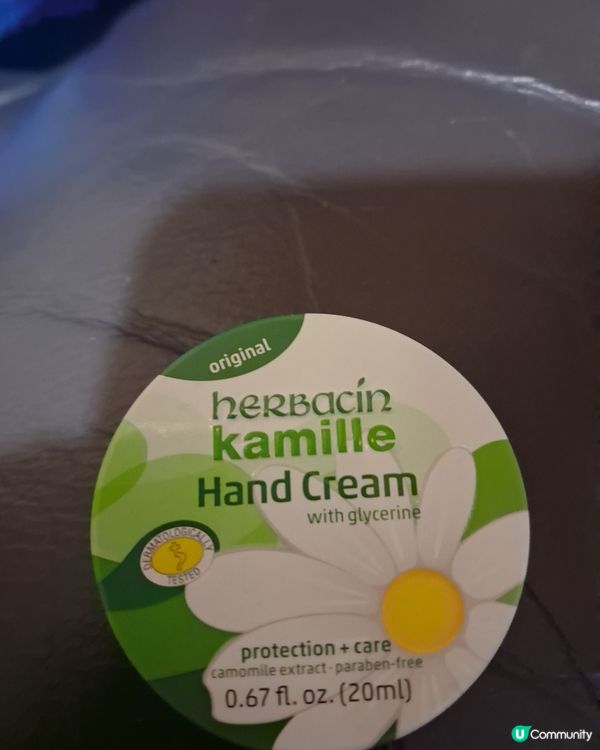 original
herbacin
kamille
Hand Cream
with glycerine
DERMATOLOGICALLY
TESTED
protection + care
camomile extract · paraben-free
0.67 fl. oz. (20ml)
U Community